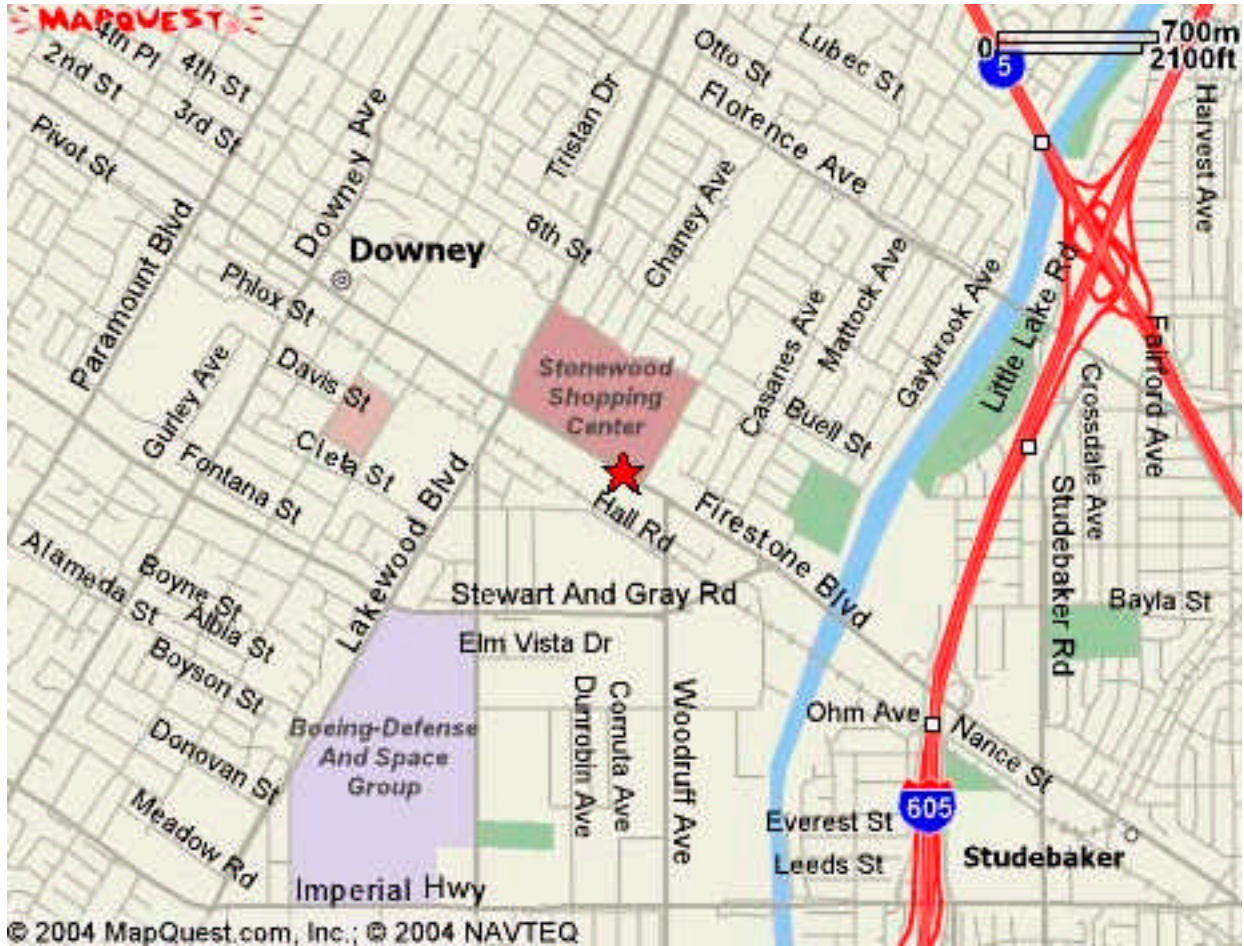 MAPQUEST
4th Pl
4th St
2nd St
3rd St
Pivot St
Downey Ave
Tristan Dr
Otto St
Lubec St
Florence Ave
0
700m
2100ft
5
Harvest Ave
Paramount Blvd
Downey
6th St
Chaney Ave
Phlox St
Mattock Ave
Gaybrook Ave
Little Lake Rd
Fairford Ave
Davis St
Gurley Ave
Stonewood
Shopping
Center
Casanes Ave
Buell St
Crossdale Ave
Cleta St
Fontana St
Lakewood Blvd
Hall Rd
Firestone Blvd
Studebaker Rd
Alameda St
Boyne St
Albia St
Stewart And Gray Rd
Bayla St
Elm Vista Dr
Boyson St
Donovan St
Boeing-Defense
And Space
Group
Dunrobin Ave
Cornuta Ave
Woodruff Ave
Ohm Ave
Nance St
Meadow Rd
605
Everest St
Leeds St
Studebaker
Imperial Hwy
© 2004 MapQuest.com, Inc.; © 2004 NAVTEQ